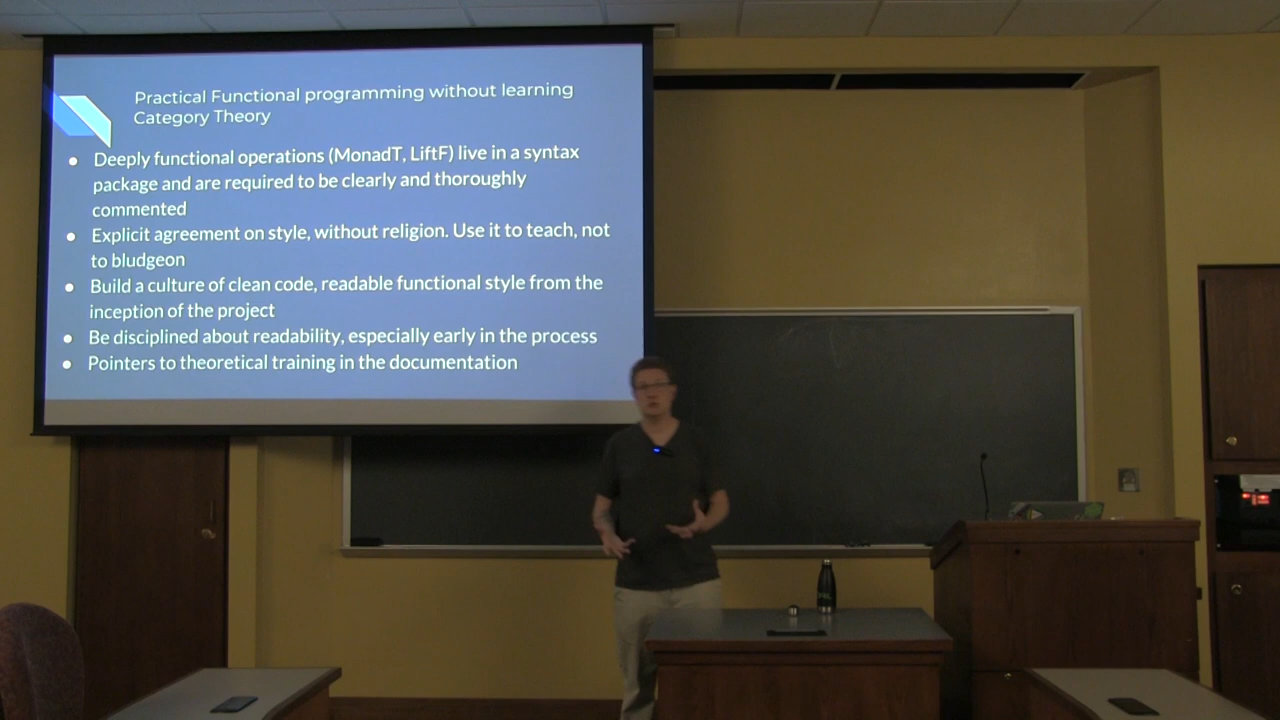 Practical Functional programming without learning
Category Theory
● Deeply functional operations (MonadT, LiftF) live in a syntax
package and are required to be clearly and thoroughly
commented
● Explicit agreement on style, without religion. Use it to teach, not
to bludgeon
● Build a culture of clean code, readable functional style from the
inception of the project
● Be disciplined about readability, especially early in the process
● Pointers to theoretical training in the documentation